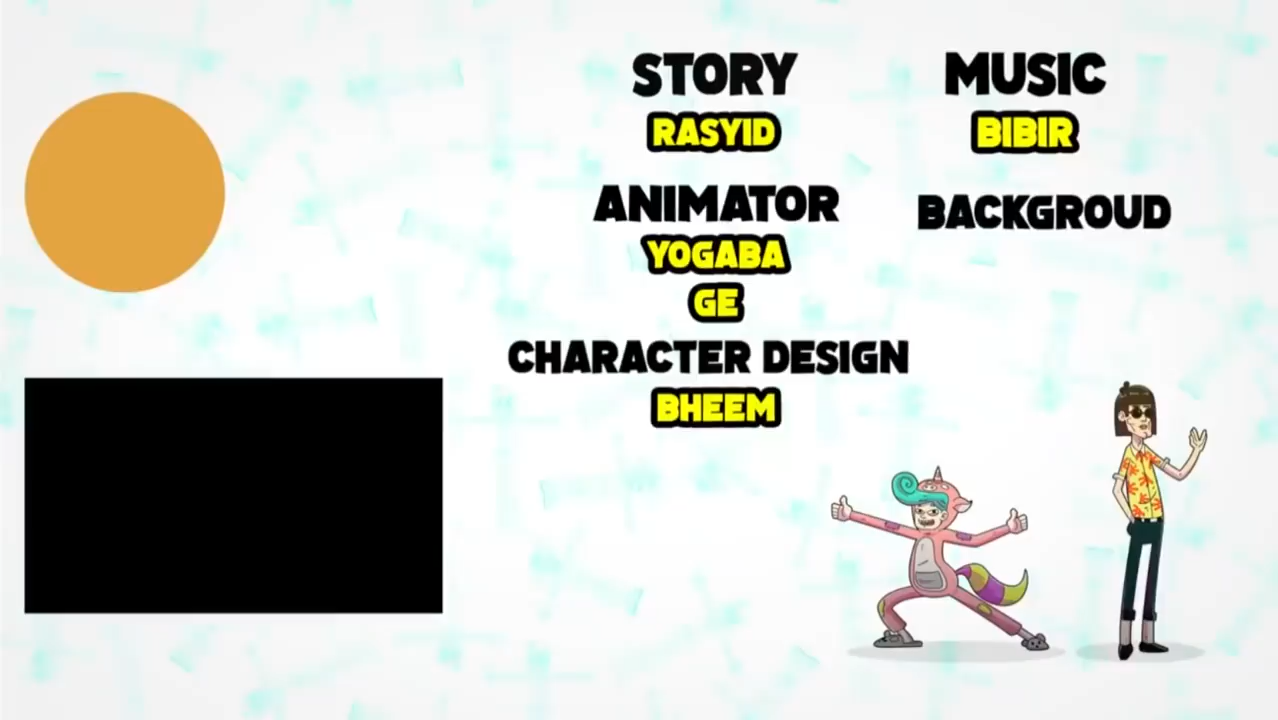 STORY
RASYID
ANIMATOR
YOGABA
GE
CHARACTER DESIGN
BHEEM
MUSIC
BIBIR
BACKGROUD